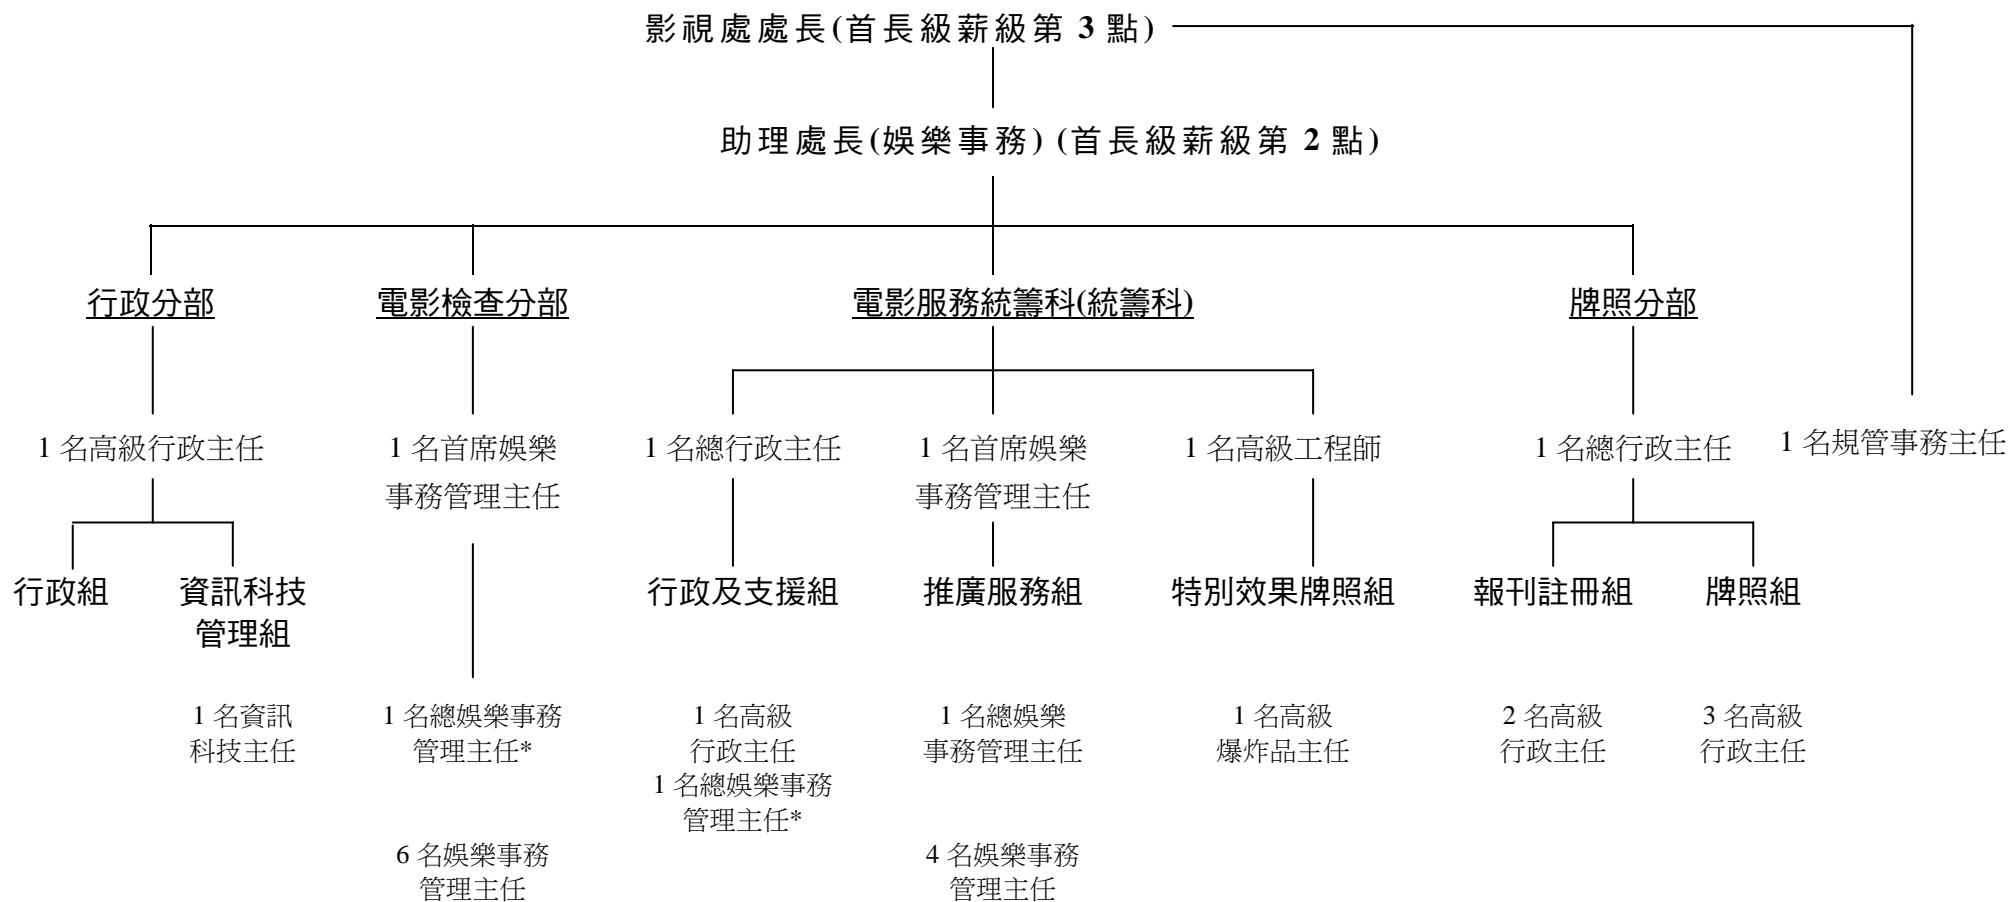 影視處處長(首長級薪級第 3 點)
助理處長(娛樂事務) (首長級薪級第 2 點)
行政分部
電影檢查分部
電影服務統籌科(統籌科)
牌照分部
1 名高級行政主任
1 名首席娛樂
事務管理主任
1 名總行政主任
1 名首席娛樂
事務管理主任
1 名高級工程師
1 名總行政主任
1 名規管事務主任
行政組
資訊科技
管理組
行政及支援組
推廣服務組
特別效果牌照組
報刊註冊組
牌照組
1 名資訊
科技主任
1 名總娛樂事務
管理主任*
6 名娛樂事務
管理主任
1 名高級
行政主任
1 名總娛樂事務
管理主任*
1 名總娛樂
事務管理主任
4 名娛樂事務
管理主任
1 名高級
爆炸品主任
2 名高級
行政主任
3 名高級
行政主任